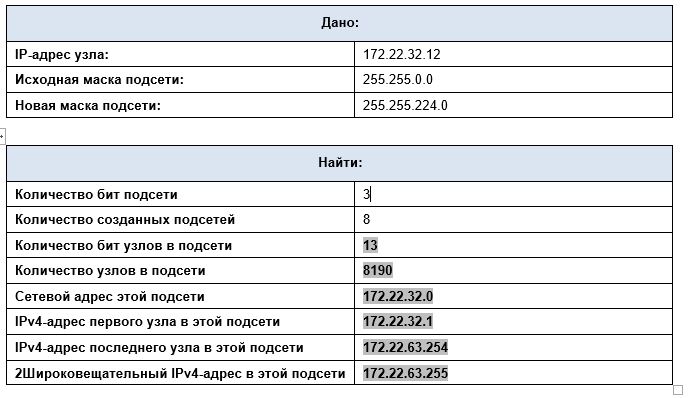 Дано:
IP-адрес узла: 172.22.32.12
Исходная маска подсети: 255.255.0.0
Новая маска подсети: 255.255.224.0
Найти:
Количество бит подсети 3
Количество созданных подсетей 8
Количество бит узлов в подсети 13
Количество узлов в подсети 8190
Сетевой адрес этой подсети 172.22.32.0
IPv4-адрес первого узла в этой подсети 172.22.32.1
IPv4-адрес последнего узла в этой подсети 172.22.63.254
2Широковещательный IPv4-адрес в этой подсети 172.22.63.255